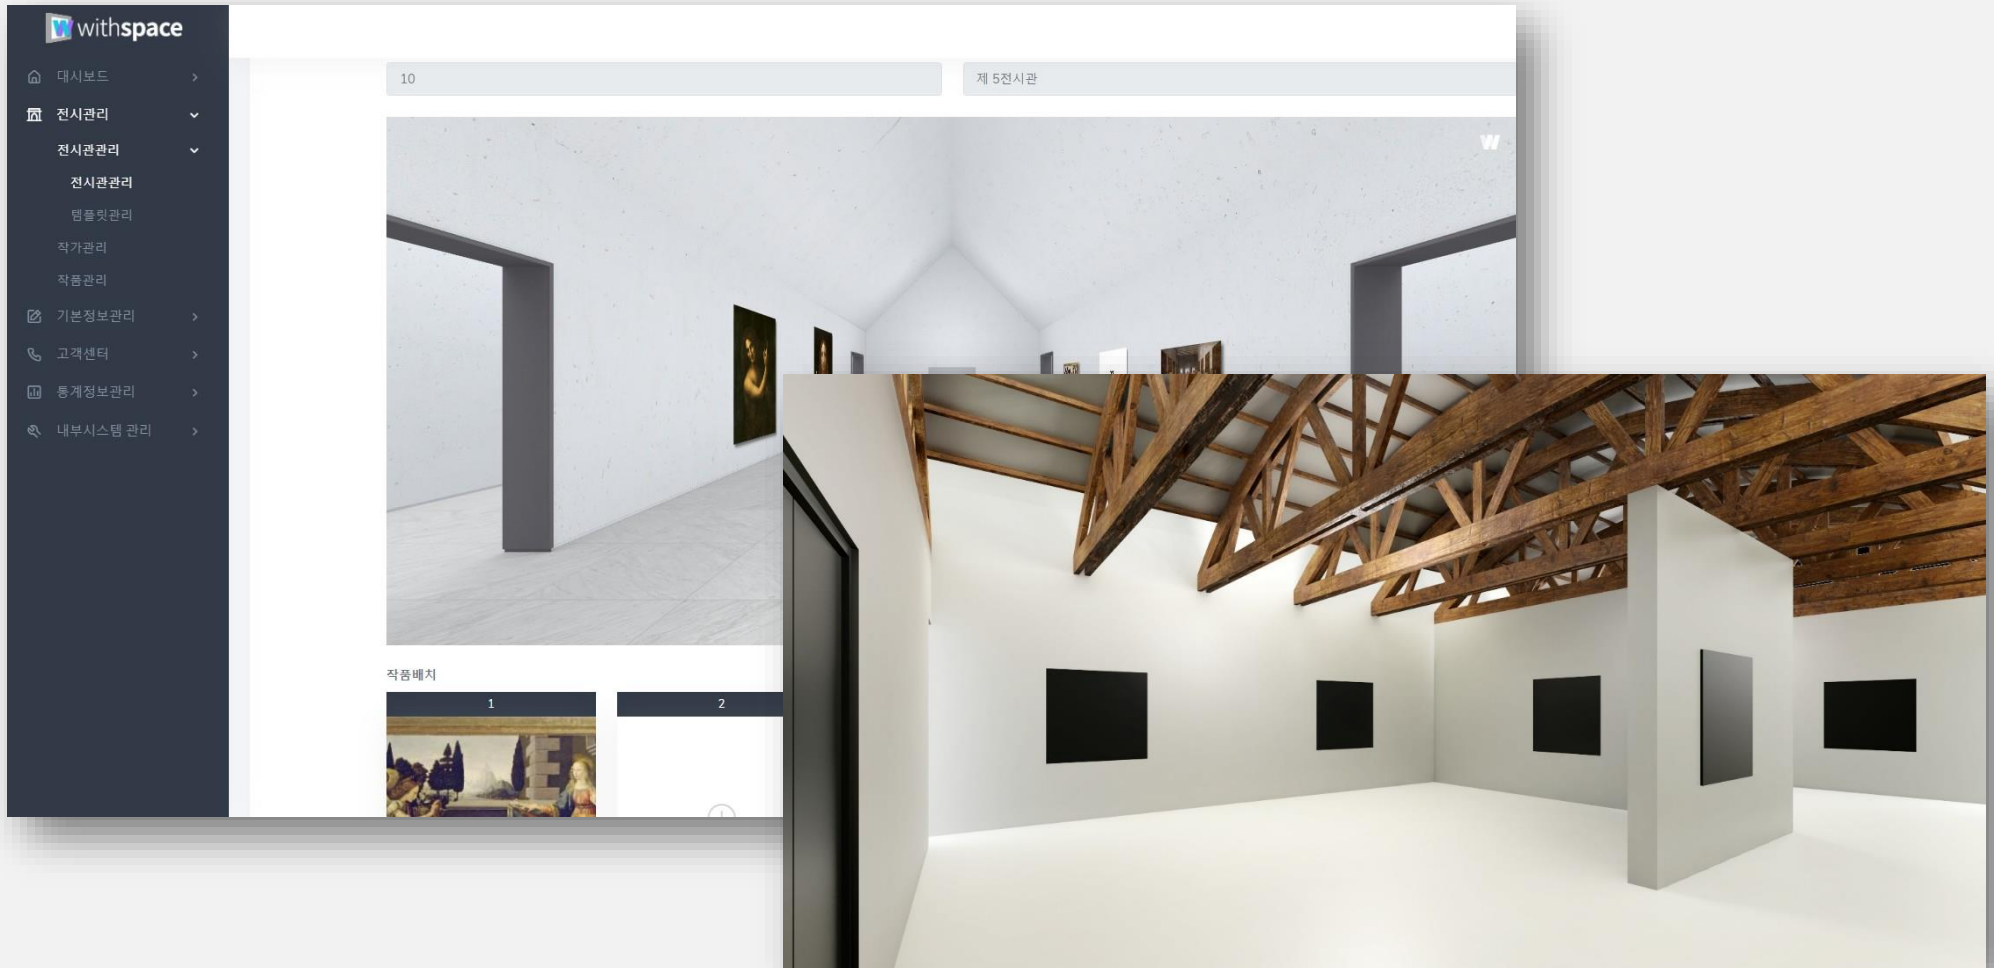 withspace
대시보드
전시관리
전시관관리
전시관관리
템플릿관리
작가관리
작품관리
기본정보관리
고객센터
통계정보관리
내부시스템 관리
10
제 5전시관
W
작품배치
1
2